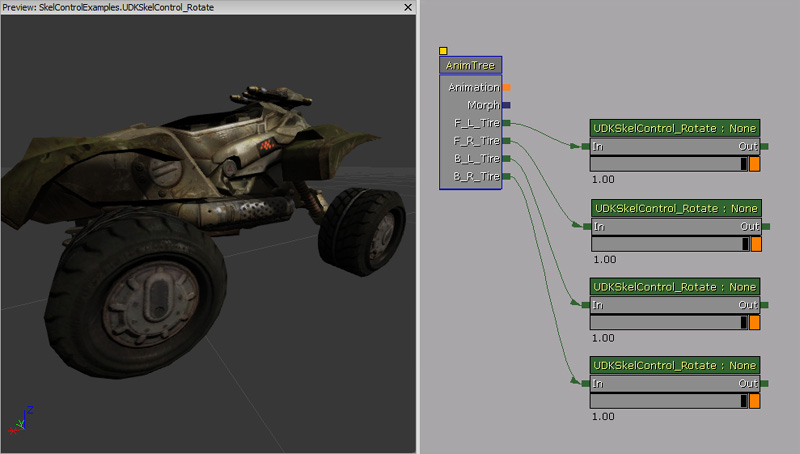 Preview: SkelControlExamples.UDKSkelControl_Rotate
Z
AnimTree
Animation
Morph
F_L_Tire
F_R_Tire
B_L_Tire
B_R_Tire
UDKSkelControl_Rotate : None
In Out
1.00
UDKSkelControl_Rotate : None
In Out
1.00
UDKSkelControl_Rotate : None
In Out
1.00
UDKSkelControl_Rotate : None
In Out
1.00